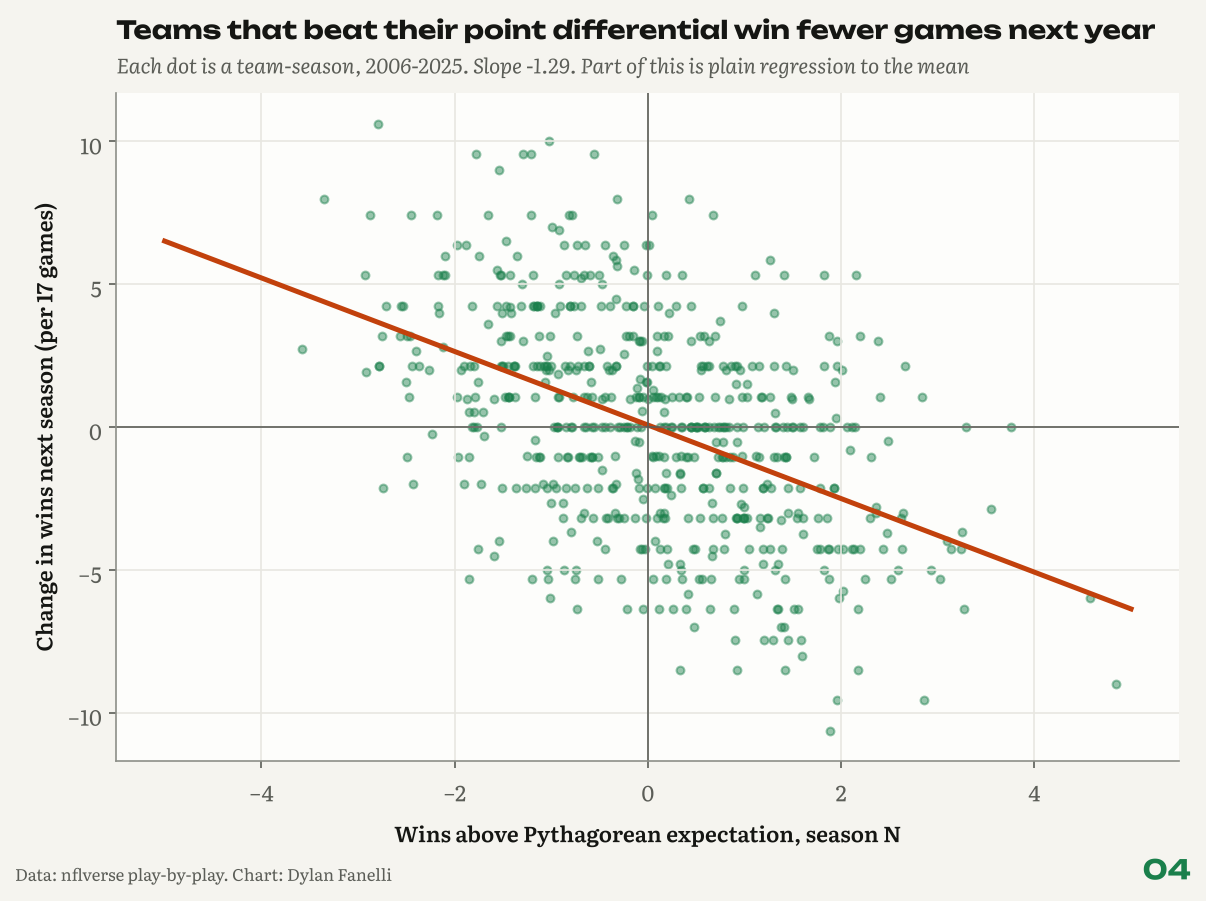 Teams that beat their point differential win fewer games next year
Each dot is a team-season, 2006-2025. Slope -1.29. Part of this is plain regression to the mean
Change in wins next season (per 17 games)
10
5
0
−5
−10
−4
−2
0
2
4
Wins above Pythagorean expectation, season N
Data: nflverse play-by-play. Chart: Dylan Fanelli
04